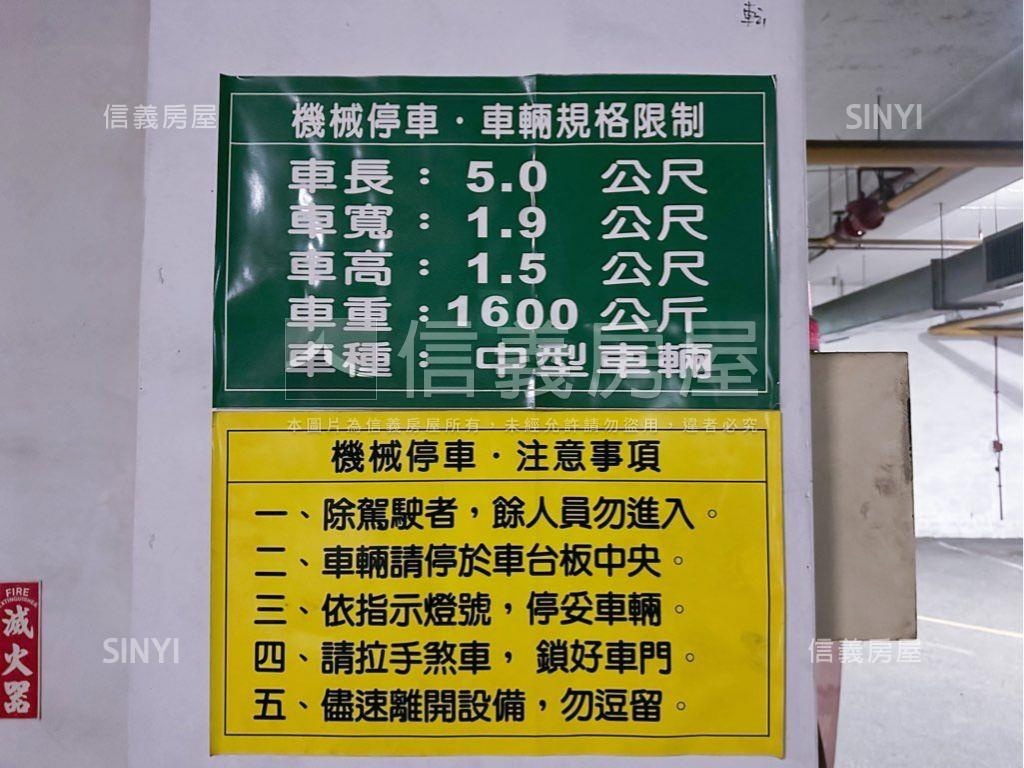 信義房屋
SINYI
機械停車·車輛規格限制
車長：5.0 公尺
車寬：1.9 公尺
車高：1.5 公尺
車重：1600 公斤
車種：中型車輛
信義房屋
本圖片為信義房屋所有，未經允許請勿盜用，違者必究
機械停車·注意事項
一、除駕駛者，餘人員勿進入。
二、車輛請停於車台板中央。
三、依指示燈號，停妥車輛。
四、請拉手煞車，鎖好車門。
五、儘速離開設備，勿逗留。
FIRE
EXTINGUISHER
滅火器
SINYI
信義房屋